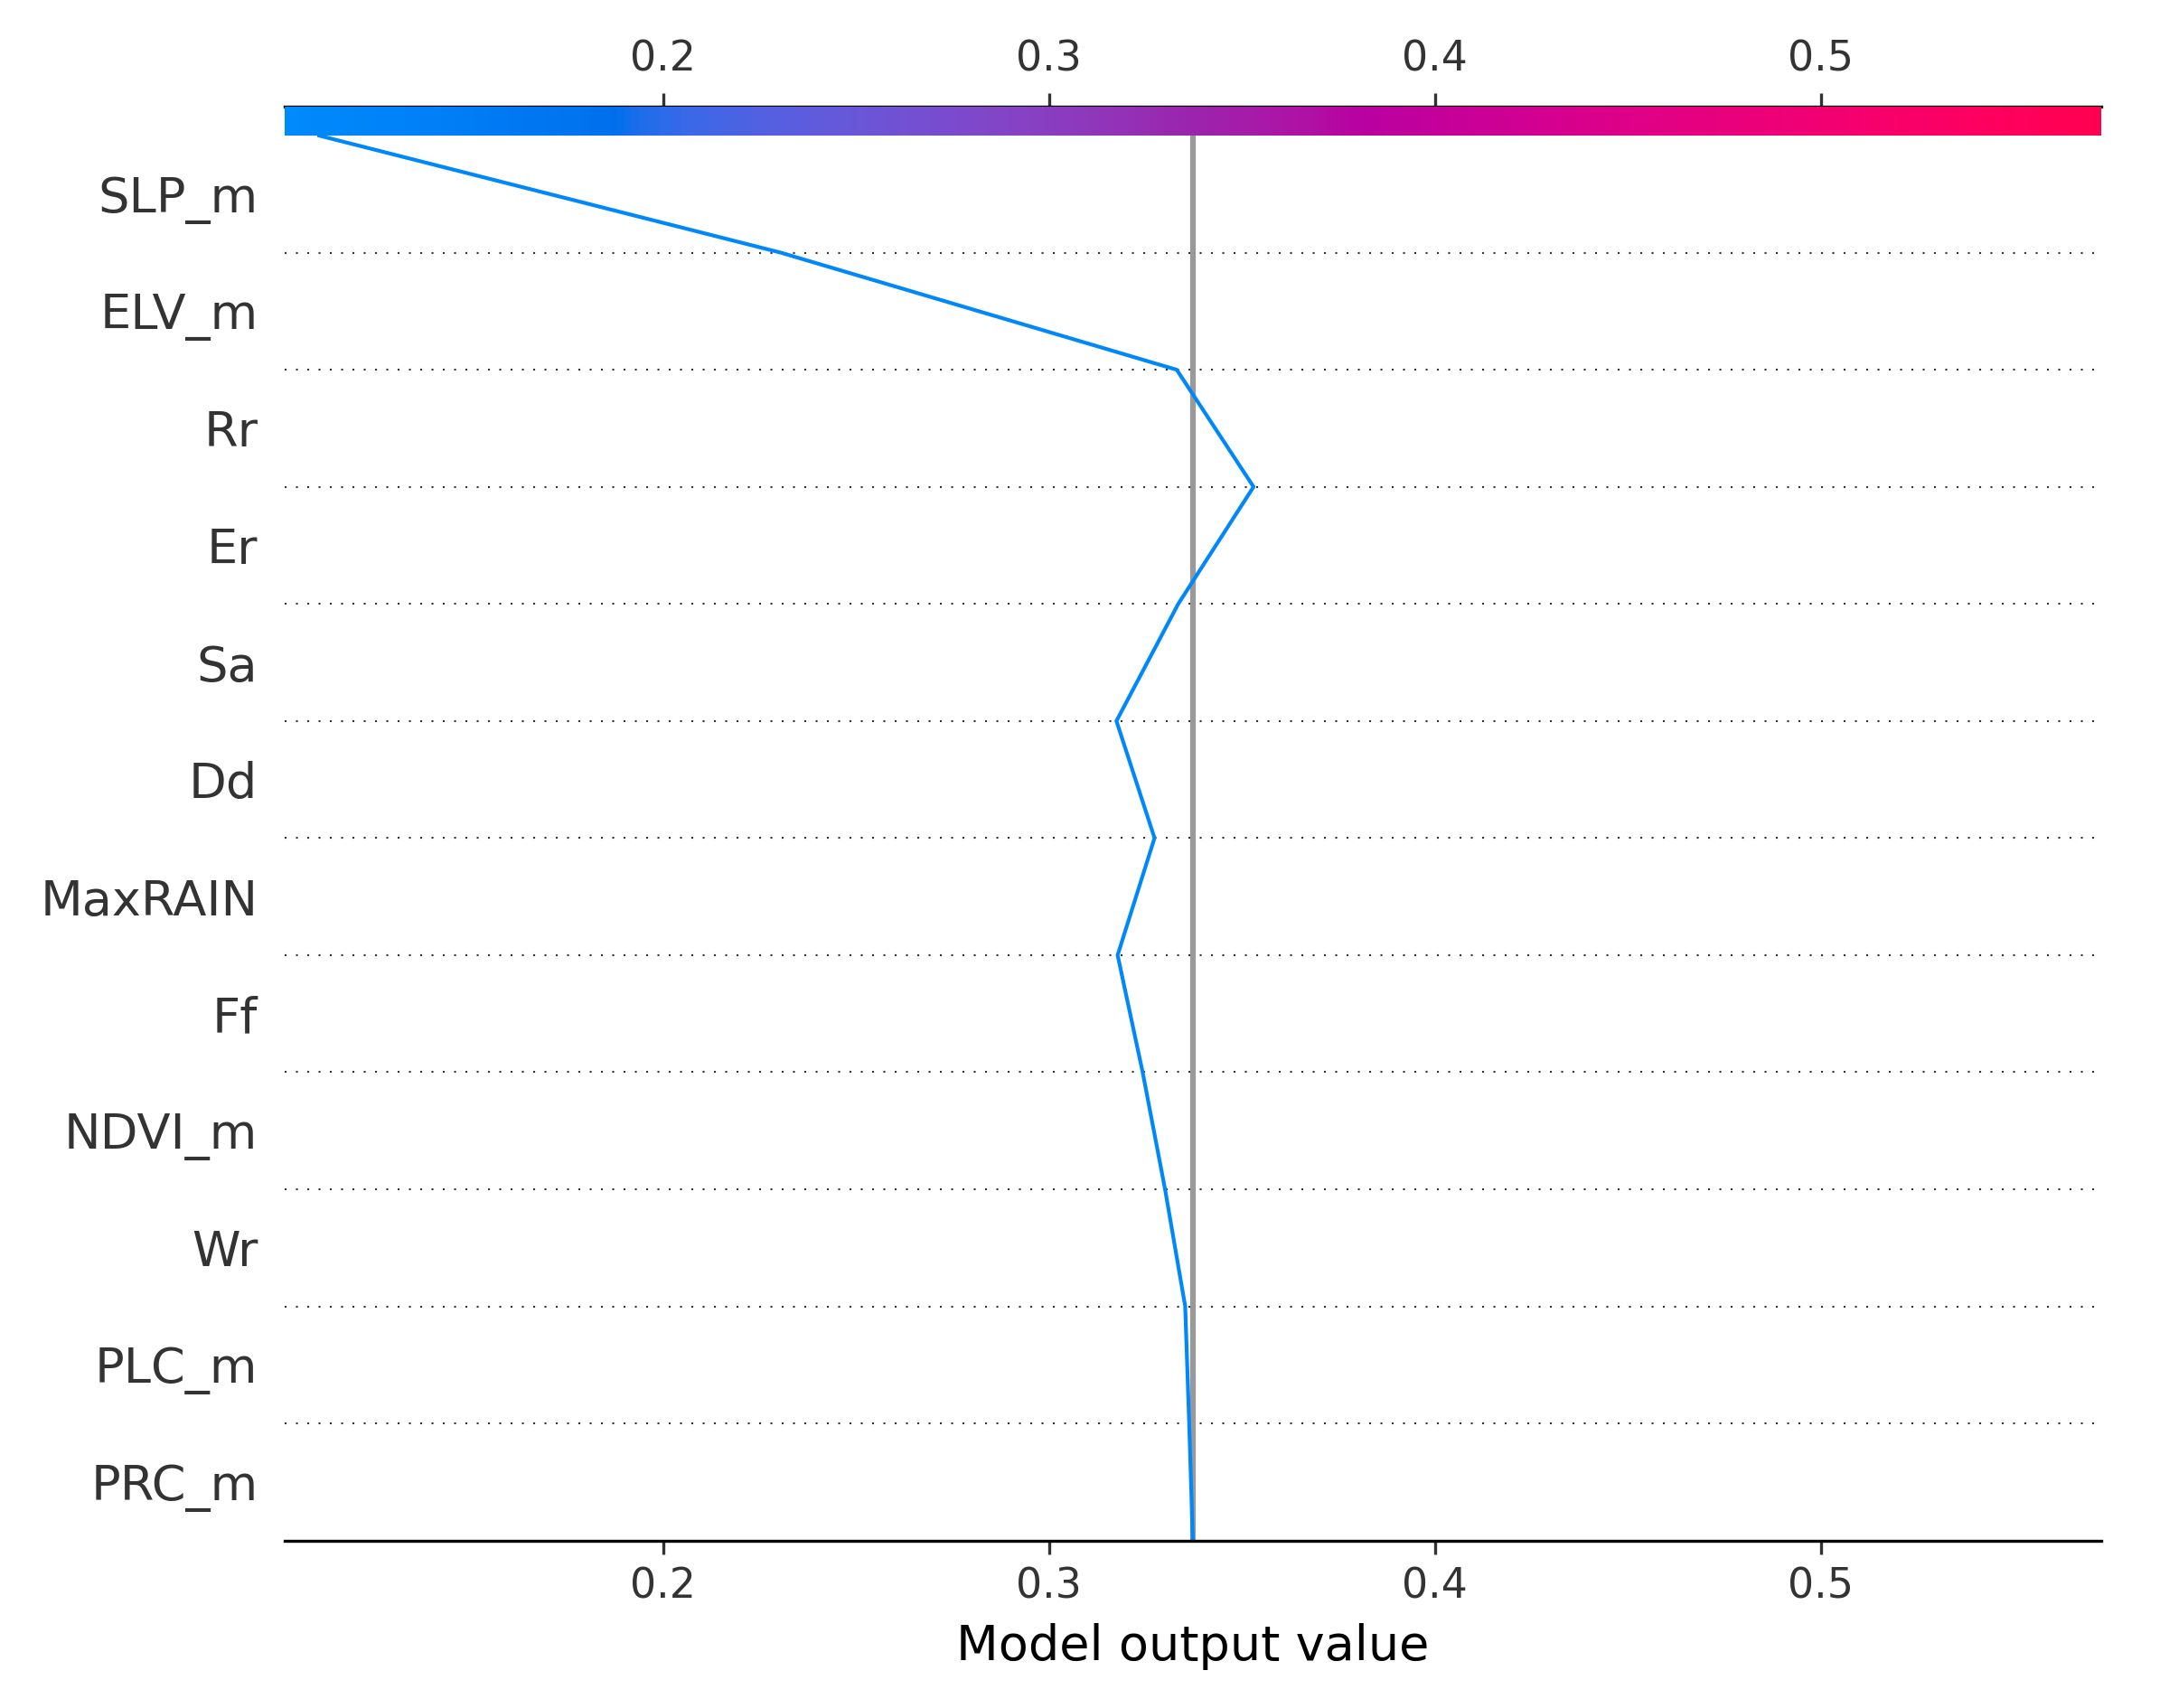 0.2 0.3 0.4 0.5
SLP_m
ELV_m
Rr
Er
Sa
Dd
MaxRAIN
Ff
NDVI_m
Wr
PLC_m
PRC_m
0.2 0.3 0.4 0.5
Model output value